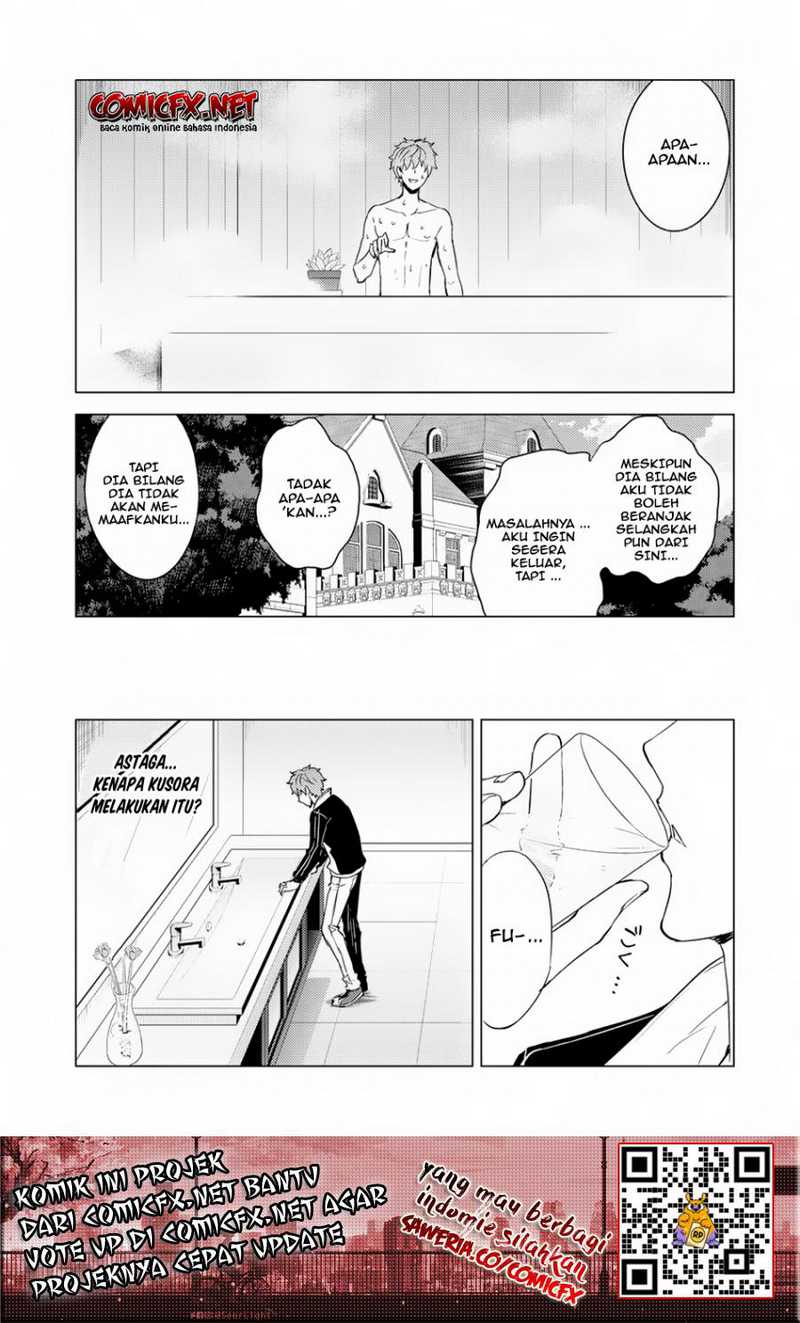 COMICFX.NET
Baca Komik Online Bahasa Indonesia
APA-
APAAN...
MESKIPUN
DIA BILANG
AKU TIDAK
BOLEH
BERANJAK
SELANGKAH
PUN DARI
SINI...
MASALAHNYA ...
AKU INGIN
SEGERA
KELUAR,
TAPI ...
TADAK
APA-APA
'KAN...?
TAPI
DIA BILANG
DIA TIDAK
AKAN ME-
MAAFKANKU...
FU-...
ASTAGA...
KENAPA KUSORA
MELAKUKAN ITU?
KOMIK INI PROJEK
DARI COMICFX.NET BANTU
VOTE UP DI COMICFX.NET AGAR
PROJEKNYA CEPAT UPDATE
yang mau berbagi
indomie silahkan
SAWERIA.CO/COMICFX
RP